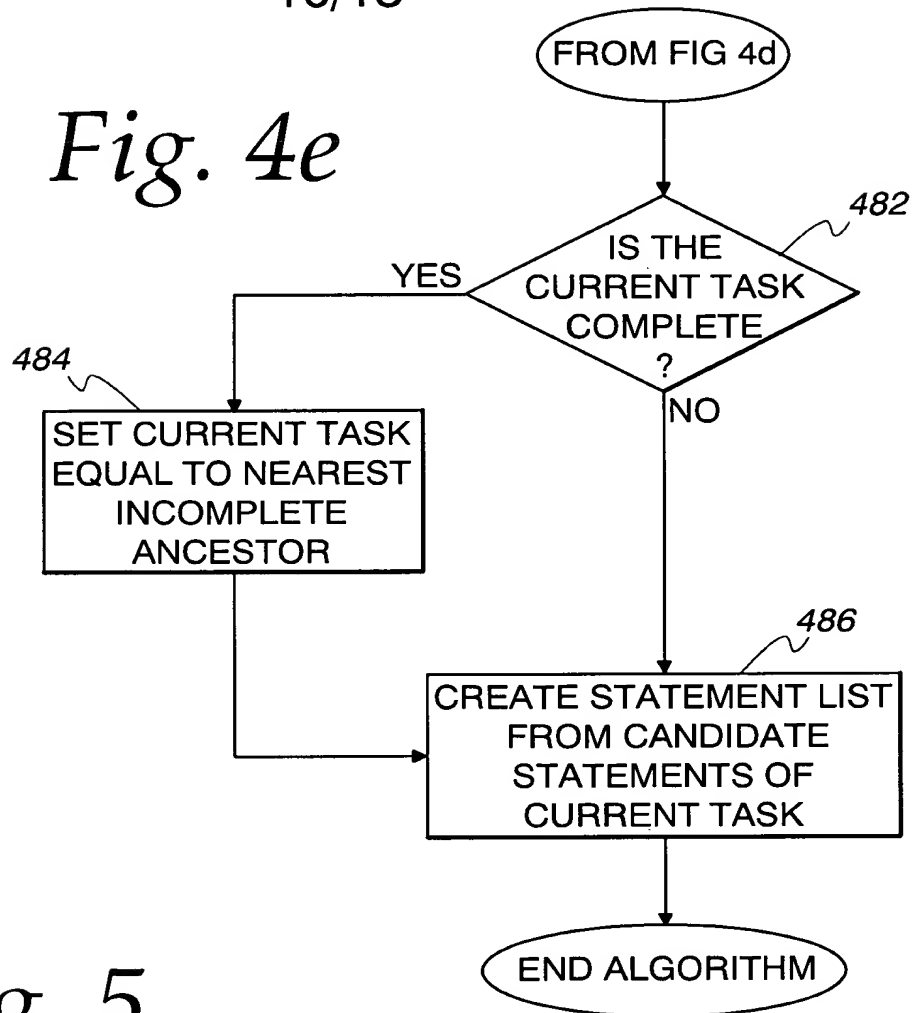 FROM FIG 4d
Fig. 4e
482
IS THE
CURRENT TASK
COMPLETE
?
YES
NO
484
SET CURRENT TASK
EQUAL TO NEAREST
INCOMPLETE
ANCESTOR
486
CREATE STATEMENT LIST
FROM CANDIDATE
STATEMENTS OF
CURRENT TASK
END ALGORITHM
5